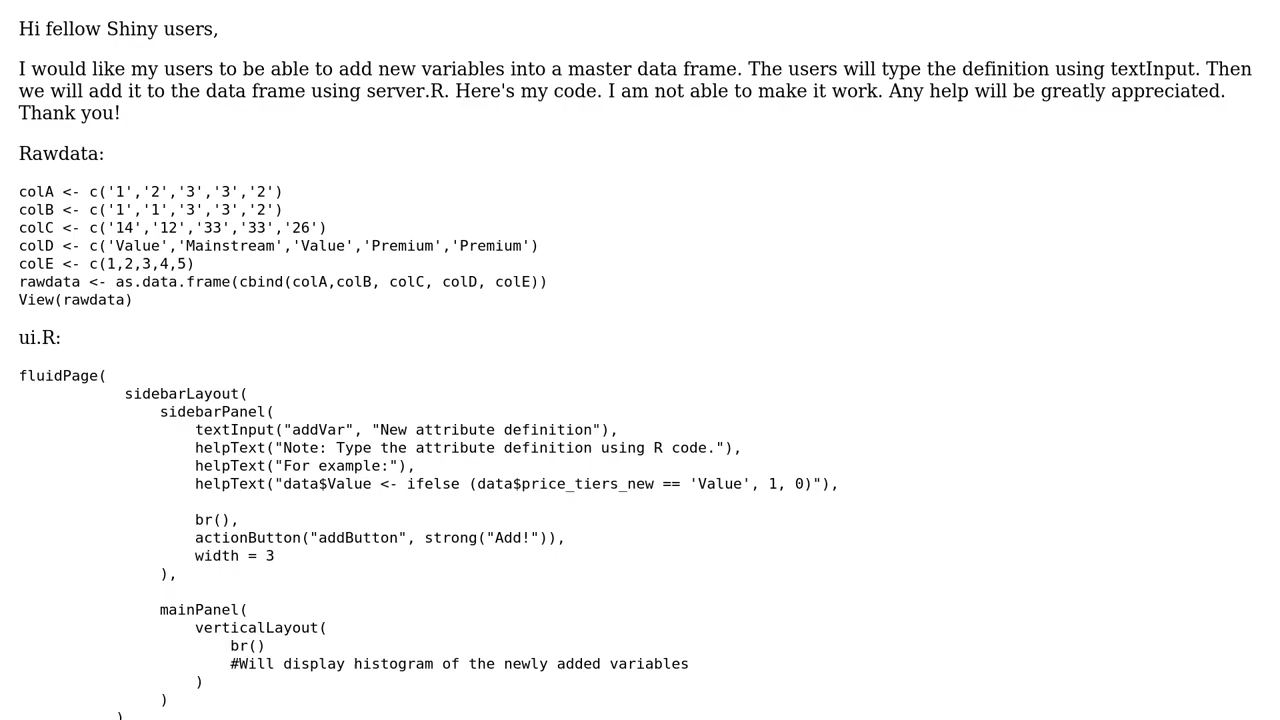 Hi fellow Shiny users,
I would like my users to be able to add new variables into a master data frame. The users will type the definition using textInput. Then
we will add it to the data frame using server.R. Here's my code. I am not able to make it work. Any help will be greatly appreciated.
Thank you!
Rawdata:
colA <- c('1','2','3','3','2')
colB <- c('1','1','3','3','2')
colC <- c('14','12','33','33','26')
colD <- c('Value','Mainstream','Value','Premium','Premium')
colE <- c(1,2,3,4,5)
rawdata <- as.data.frame(cbind(colA,colB, colC, colD, colE))
View(rawdata)
ui.R:
fluidPage(
sidebarLayout(
sidebarPanel(
textInput("addVar", "New attribute definition"),
helpText("Note: Type the attribute definition using R code."),
helpText("For example:"),
helpText("data$Value <- ifelse (data$price_tiers_new == 'Value', 1, 0)"),
br(),
actionButton("addButton", strong("Add!")),
width = 3
),
mainPanel(
verticalLayout(
br()
#Will display histogram of the newly added variables
)
)
)